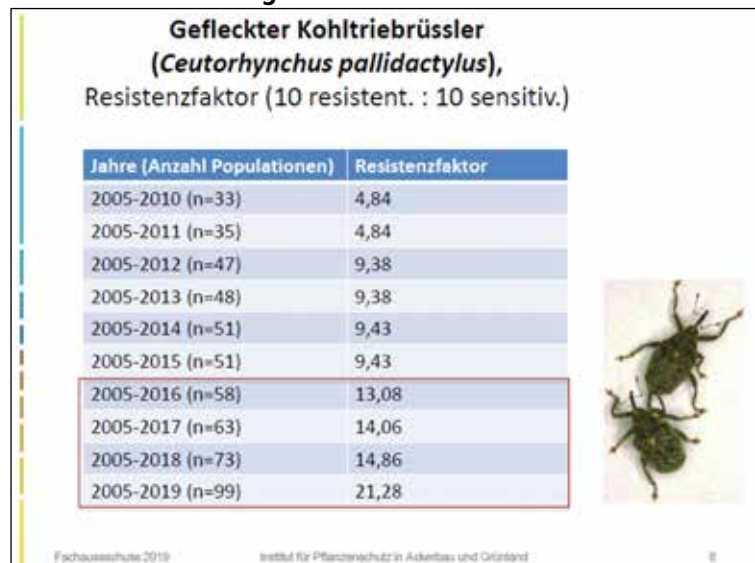 Gefleckter Kohltriebrüssler
(Ceutorhynchus pallidactylus),
Resistenzfaktor (10 resistent. : 10 sensitiv.)
Jahre (Anzahl Populationen) Resistenzfaktor
2005-2010 (n=33) 4,84
2005-2011 (n=35) 4,84
2005-2012 (n=47) 9,38
2005-2013 (n=48) 9,38
2005-2014 (n=51) 9,43
2005-2015 (n=51) 9,43
2005-2016 (n=58) 13,08
2005-2017 (n=63) 14,06
2005-2018 (n=73) 14,86
2005-2019 (n=99) 21,28
Fachausschuss 2019 Institut für Pflanzenschutz in Ackerbau und Grünland 8